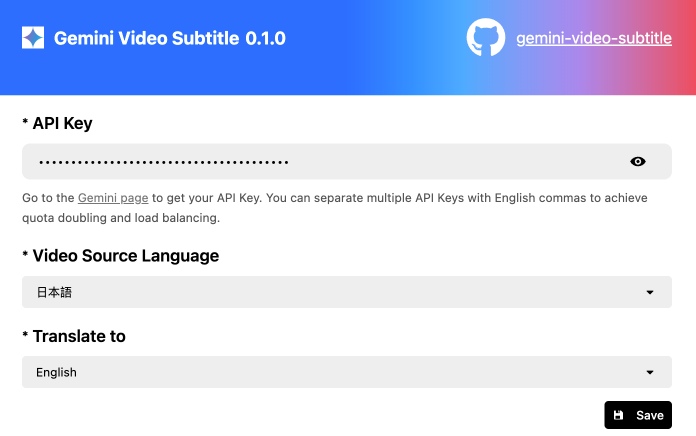 Gemini Video Subtitle 0.1.0
gemini-video-subtitle
* API Key
•••••••••••••••••••••••••••••••••••••••
Go to the Gemini page to get your API Key. You can separate multiple API Keys with English commas to achieve
quota doubling and load balancing.
* Video Source Language
日本語
* Translate to
English
Save